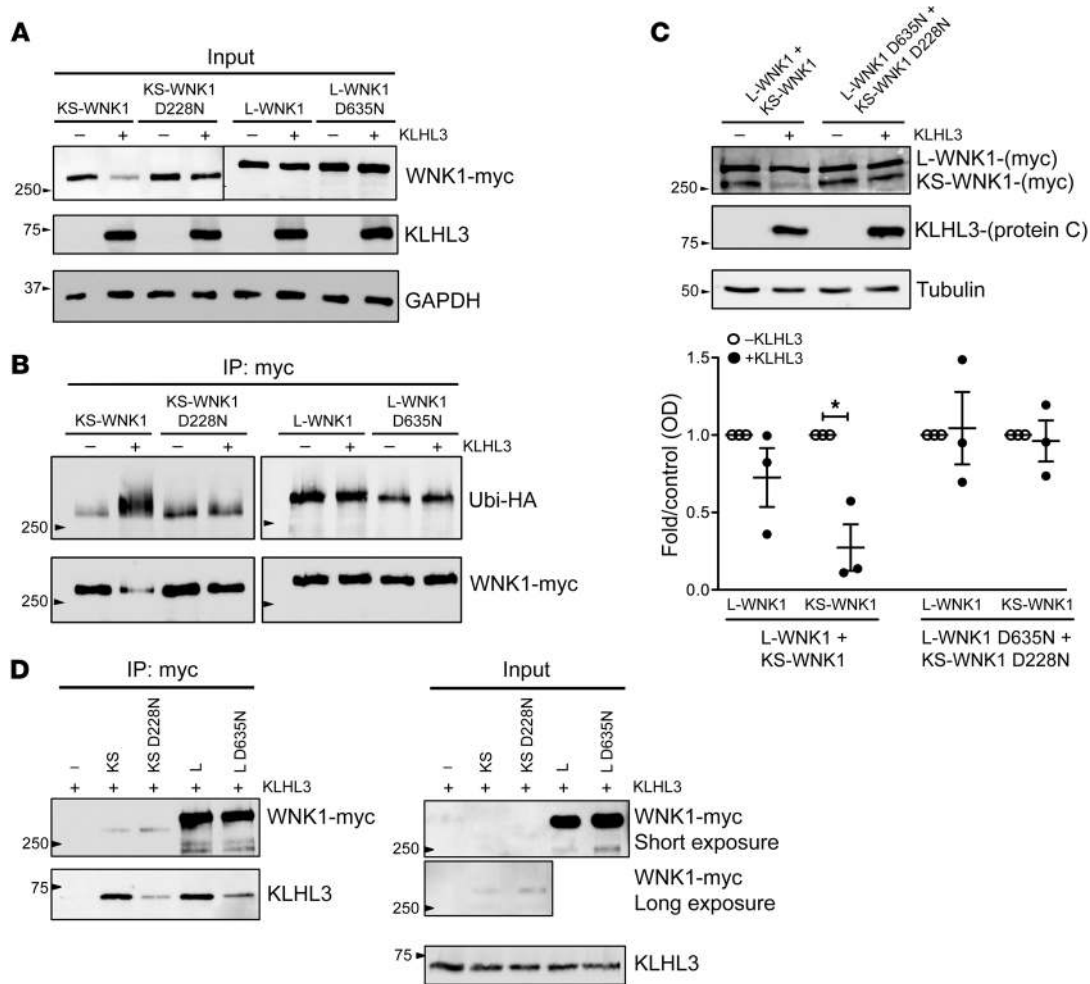 A
Input
KS-WNK1
KS-WNK1
D228N
L-WNK1
L-WNK1
D635N
− + − + − + − + KLHL3
WNK1-myc
250
75
KLHL3
37
GAPDH
B
IP: myc
KS-WNK1
KS-WNK1
D228N
L-WNK1
L-WNK1
D635N
− + − + − + − + KLHL3
Ubi-HA
250
250
WNK1-myc
250
250
C
L-WNK1 +
KS-WNK1
L-WNK1 D635N +
KS-WNK1 D228N
− + − + KLHL3
L-WNK1-(myc)
KS-WNK1-(myc)
250
KLHL3-(protein C)
75
50
Tubulin
−KLHL3
+KLHL3
Fold/control (OD)
1.5
1.0
0.5
0.0
*
L-WNK1 KS-WNK1 L-WNK1 KS-WNK1
L-WNK1 +
KS-WNK1
L-WNK1 D635N +
KS-WNK1 D228N
D
IP: myc
− KS KS D228N L L D635N
+ + + + + KLHL3
WNK1-myc
250
75
KLHL3
Input
− KS KS D228N L L D635N
+ + + + + KLHL3
WNK1-myc
Short exposure
250
WNK1-myc
Long exposure
250
75
KLHL3